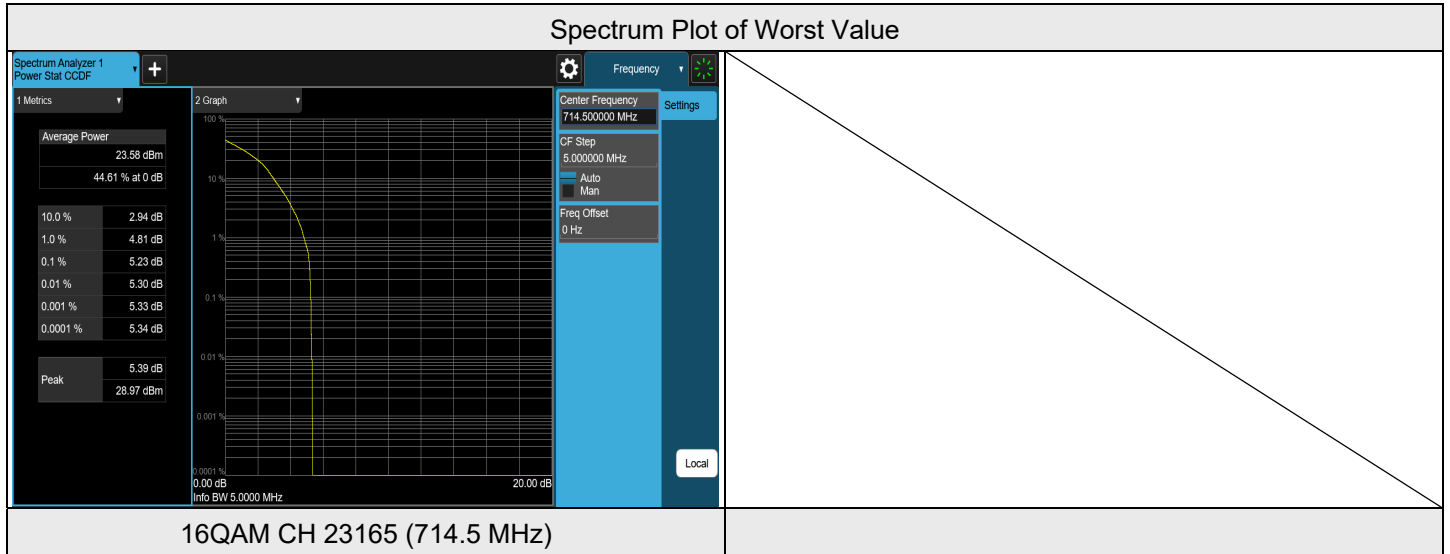 Spectrum Plot of Worst Value
Spectrum Analyzer 1
Power Stat CCDF
+
Frequency
1 Metrics
2 Graph
Average Power
23.58 dBm
44.61 % at 0 dB
10.0 % 2.94 dB
1.0 % 4.81 dB
0.1 % 5.23 dB
0.01 % 5.30 dB
0.001 % 5.33 dB
0.0001 % 5.34 dB
Peak
5.39 dB
28.97 dBm
100 %
10 %
1 %
0.1 %
0.01 %
0.001 %
0.0001 %
0.00 dB
20.00 dB
Info BW 5.0000 MHz
Center Frequency
714.500000 MHz
Settings
CF Step
5.000000 MHz
Auto
Man
Freq Offset
0 Hz
Local
16QAM CH 23165 (714.5 MHz)